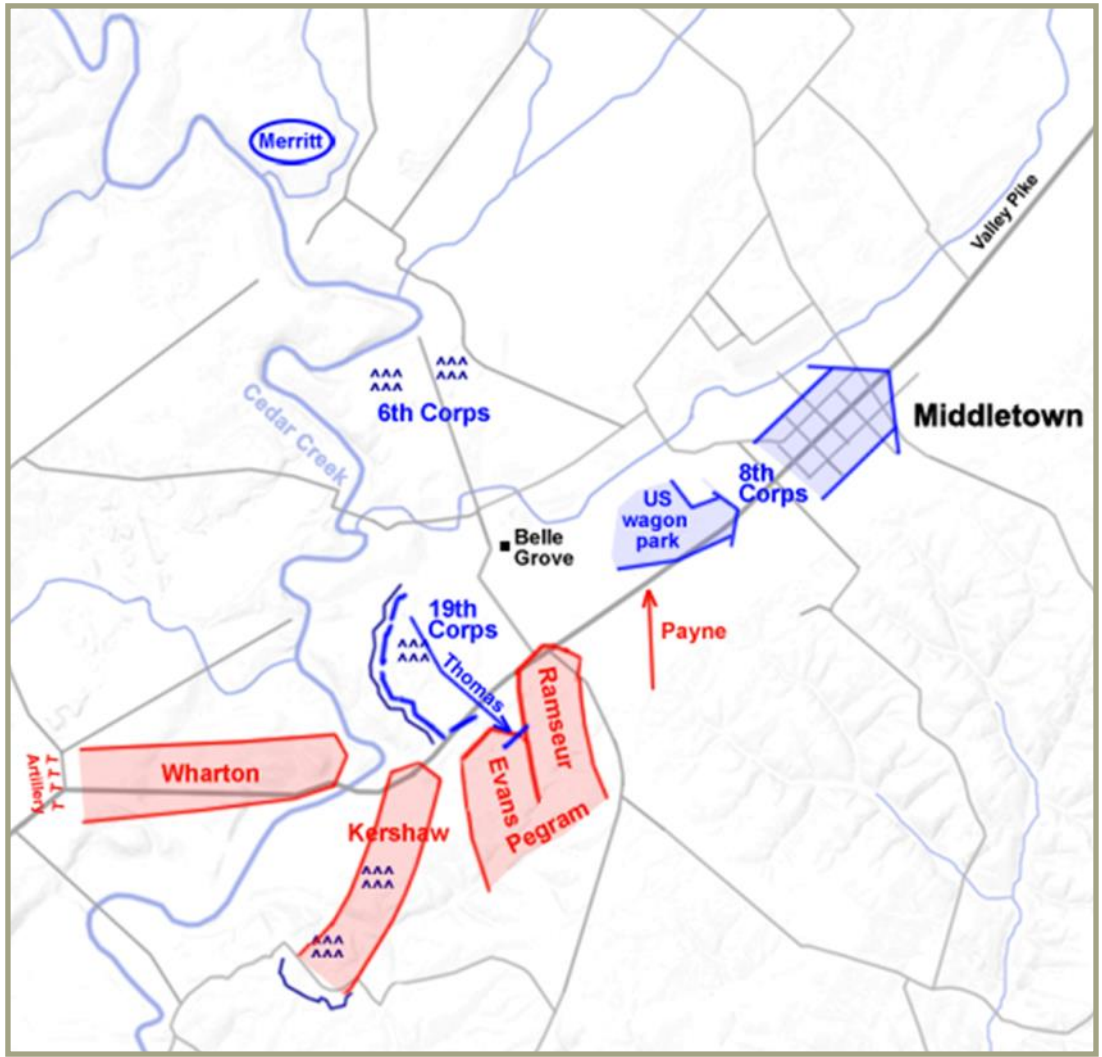 Merritt
Valley Pike
6th Corps
Cedar Creek
Middletown
8th
Corps
US
wagon
park
Belle
Grove
19th
Corps
Payne
Thomas
Ramseur
Wharton
Artillery
Evans
Pegram
Kershaw